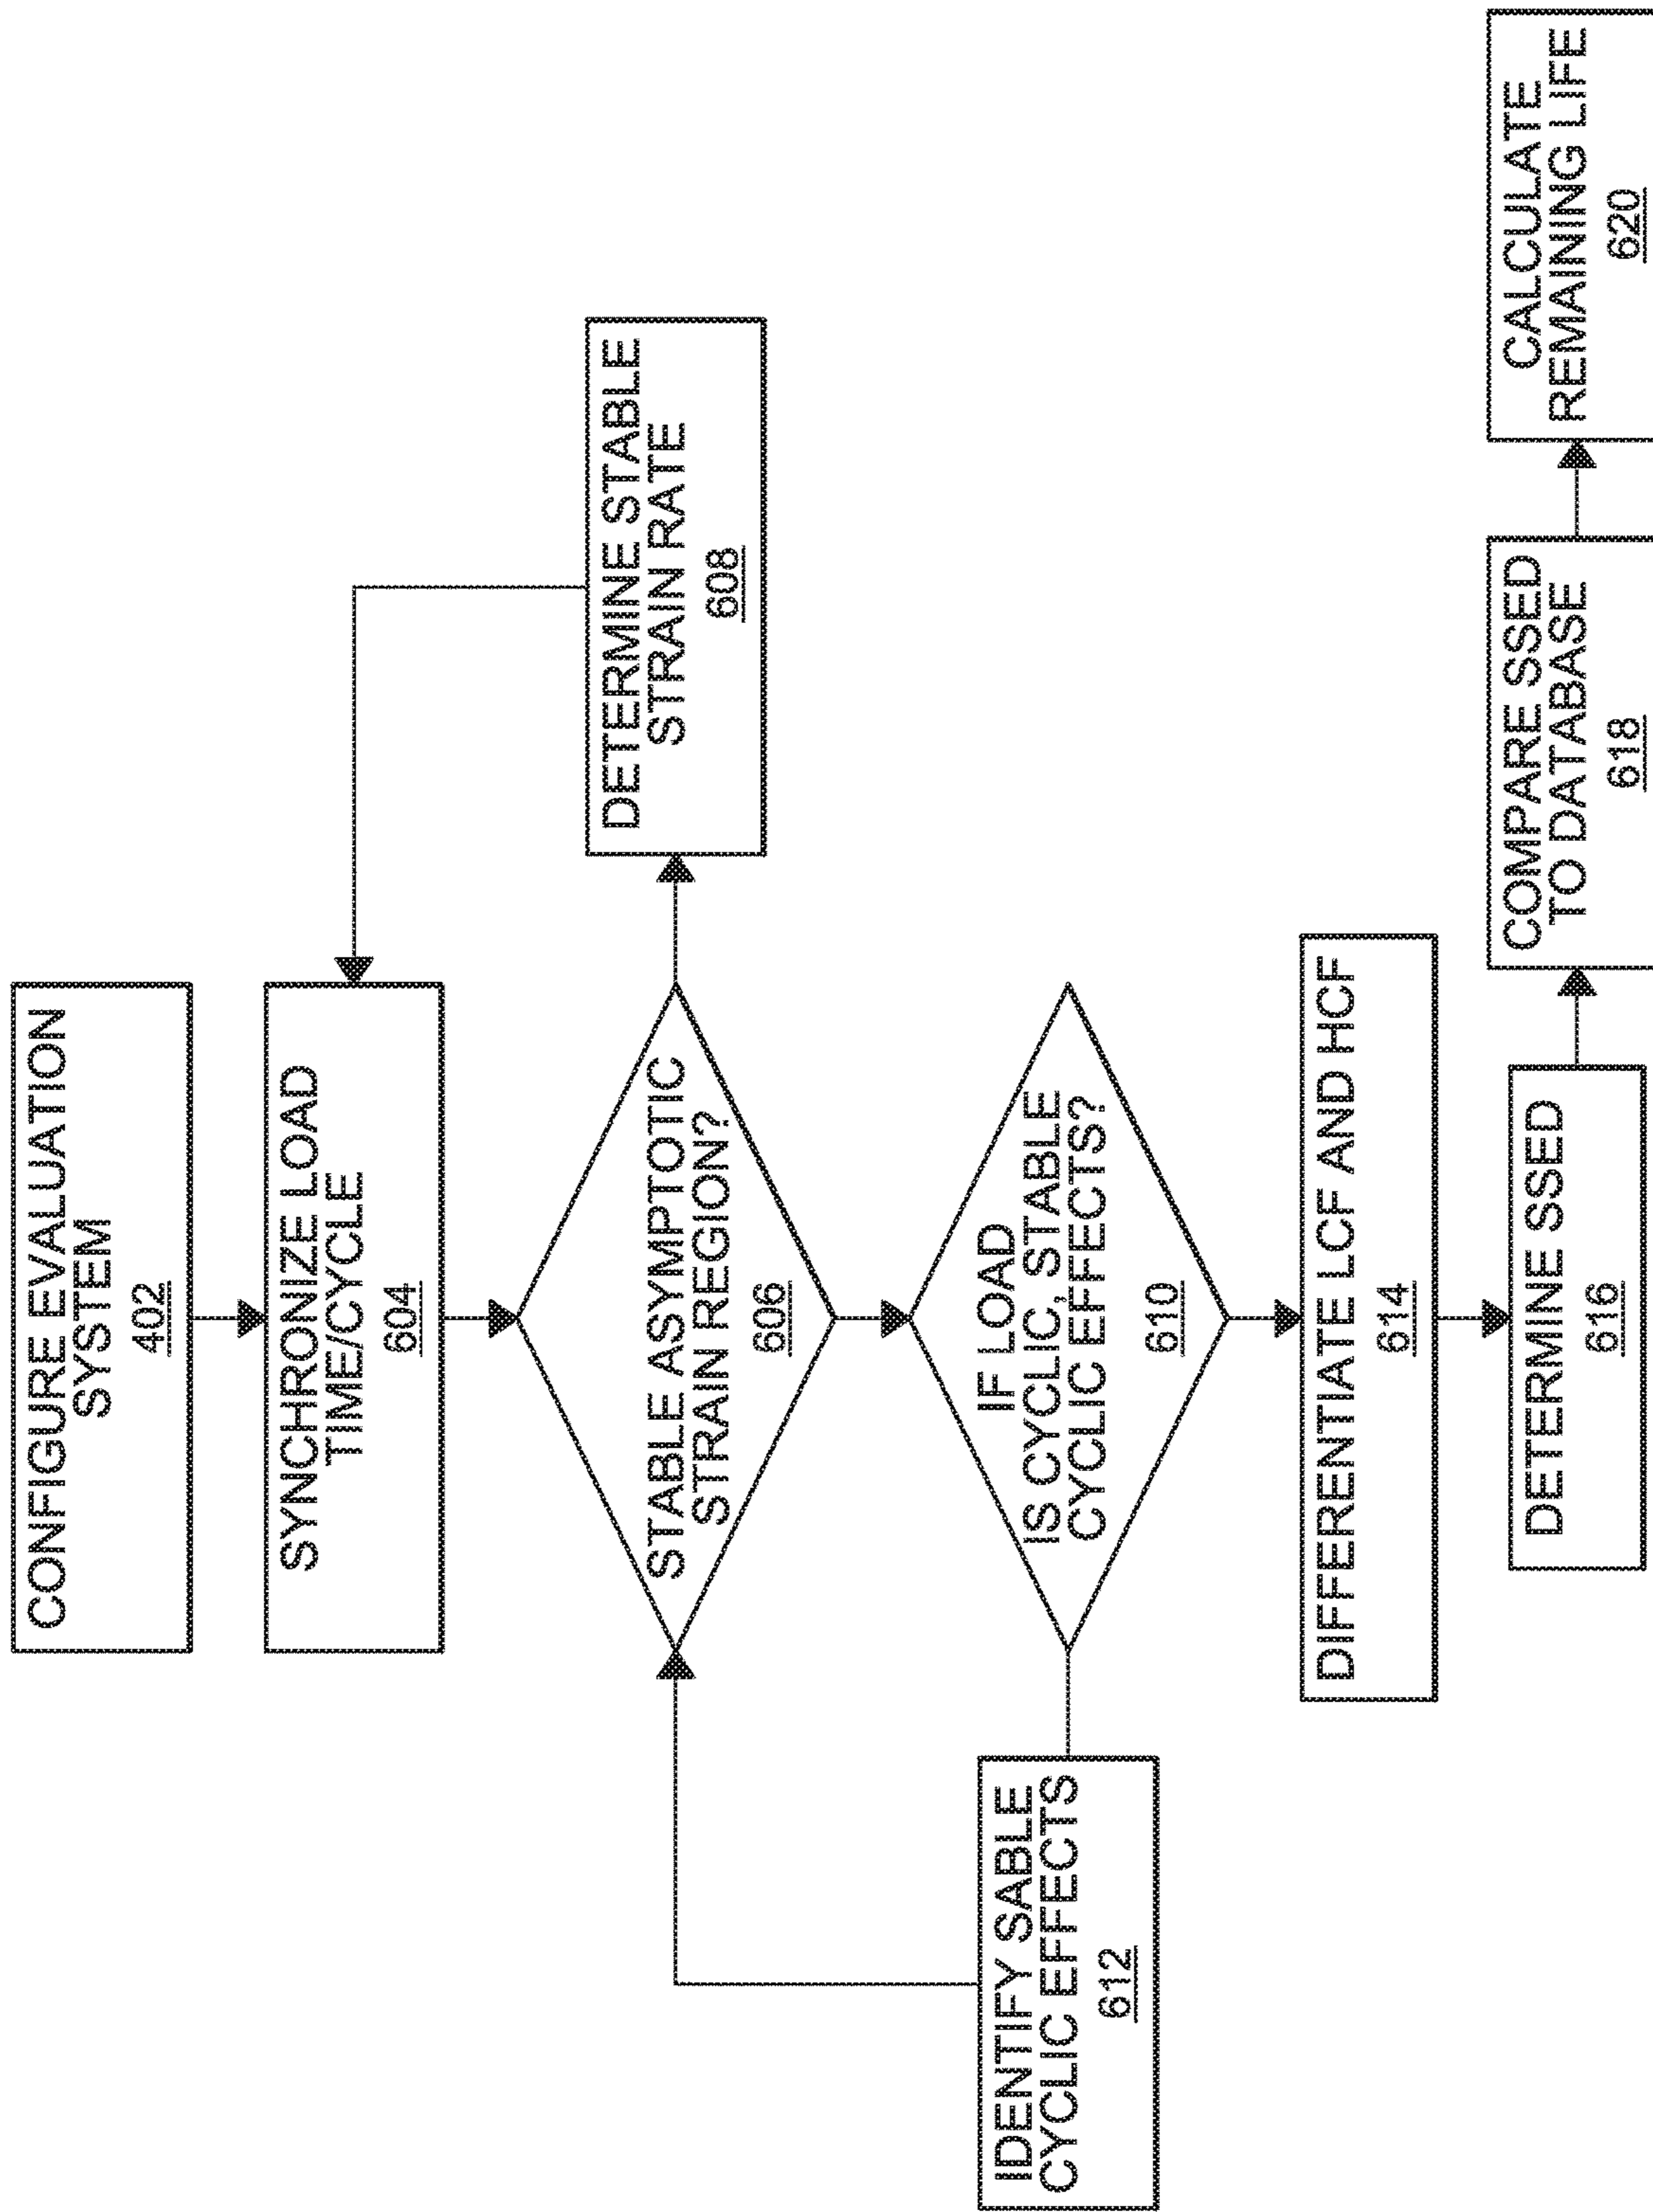 CONFIGURE EVALUATION
SYSTEM
402
SYNCHRONIZE LOAD
TIME/CYCLE
604
STABLE ASYMPTOTIC
STRAIN REGION?
606
DETERMINE STABLE
STRAIN RATE
608
IF LOAD
IS CYCLIC, STABLE
CYCLIC EFFECTS?
610
IDENTIFY SABLE
CYCLIC EFFECTS
612
DIFFERENTIATE LCF AND HCF
614
DETERMINE SSED
616
COMPARE SSED
TO DATABASE
618
CALCULATE
REMAINING LIFE
620